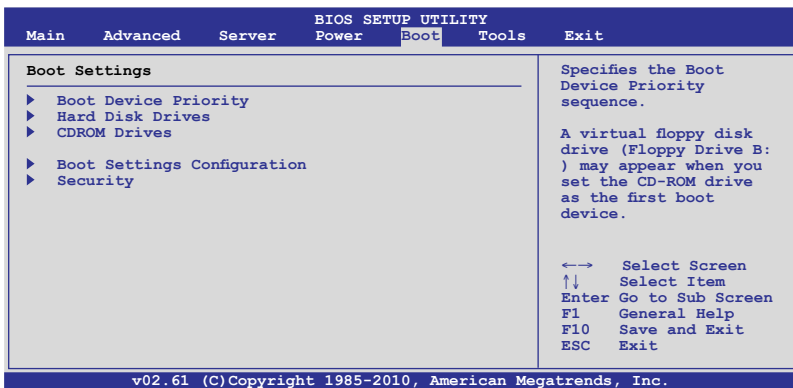 BIOS SETUP UTILITY
Main Advanced Server Power Boot Tools Exit
Boot Settings
Boot Device Priority
Hard Disk Drives
CDROM Drives
Boot Settings Configuration
Security
Specifies the Boot
Device Priority
sequence.
A virtual floppy disk
drive (Floppy Drive B:
) may appear when you
set the CD-ROM drive
as the first boot
device.
←→ Select Screen
↑↓ Select Item
Enter Go to Sub Screen
F1 General Help
F10 Save and Exit
ESC Exit
v02.61 (C)Copyright 1985-2010, American Megatrends, Inc.